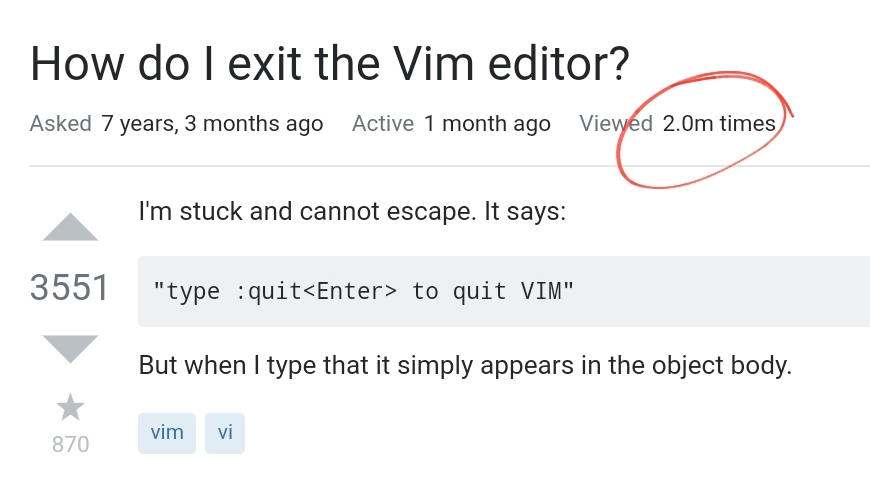 How do I exit the Vim editor?
Asked 7 years, 3 months ago Active 1 month ago Viewed 2.0m times
I'm stuck and cannot escape. It says:
3551
"type :quit<Enter> to quit VIM"
But when I type that it simply appears in the object body.
870
vim vi